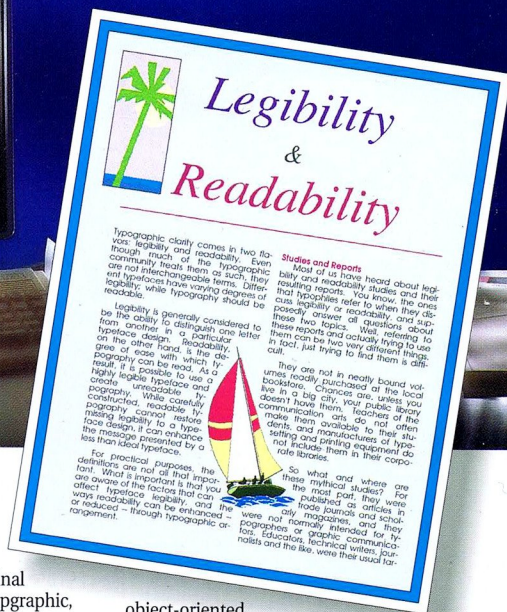 Legibility
&
Readability
Typographic clarity comes in two fla-
vors: legibility and readability. Even
though much of the typographic
community treats them as such, they
are not interchangeable terms. Differ-
ent typefaces have varying degrees of
legibility; while typography should be
readable.
Legibility is generally considered to
be the ability to distinguish one letter
from another in a particular
typeface design. Readability,
on the other hand, is the de-
gree of ease with which ty-
pography can be read. As a
result, it is possible to use a
highly legible typeface and
create unreadable ty-
pography. While carefully
constructed, readable ty-
pography cannot restore
missing legibility to a type-
face design, it can enhance
the message presented by a
less than ideal typeface.
For practical purposes, the
definitions are not all that impor-
tant. What is important is that you
are aware of the factors that can
affect typeface legibility, and the
ways readability can be enhanced –
or reduced – through typographic ar-
rangement.
Studies and Reports
Most of us have heard about legi-
bility and readability studies and their
resulting reports. You know, the ones
that typophiles refer to when they dis-
cuss legibility or readability, and sup-
posedly answer all questions about
these two topics. Well, referring to
these reports and actually trying to use
them can be two very different things.
In fact, just trying to find them is diffi-
cult.
They are not in neatly bound vol-
umes readily purchased at the local
bookstore. Chances are, unless you
live in a big city, your public library
doesn't have them. Teachers of the
communication arts do not often
make them available to their stu-
dents, and manufacturers of type-
setting and printing equipment do
not include them in their corpo-
rate libraries.
So what and where are
these mythical studies? For
the most part, they were
published as articles in
trade journals and schol-
arly magazines, and they
were not normally intended for ty-
pographers or graphic communica-
tors. Educators, technical writers, jour-
nalists and the like, were their usual tar-
nal
pgraphic,
object-oriented